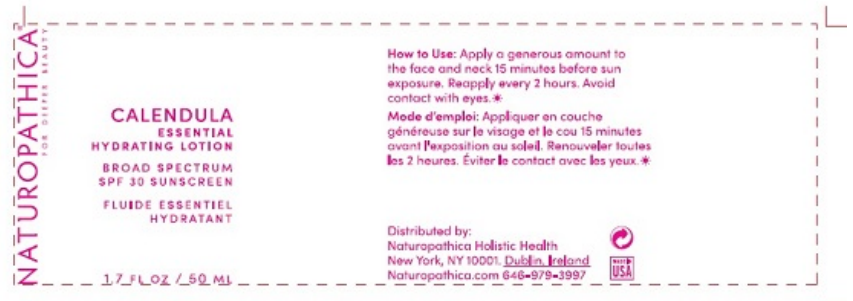 NATUROPATHICA®
FOR DEEPER BEAUTY
CALENDULA
ESSENTIAL
HYDRATING LOTION
BROAD SPECTRUM
SPF 30 SUNSCREEN
FLUIDE ESSENTIEL
HYDRATANT
1.7 FL OZ / 50 ML
How to Use: Apply a generous amount to
the face and neck 15 minutes before sun
exposure. Reapply every 2 hours. Avoid
contact with eyes.☀
Mode d'emploi: Appliquer en couche
généreuse sur le visage et le cou 15 minutes
avant l'exposition au soleil. Renouveler toutes
les 2 heures. Éviter le contact avec les yeux.☀
Distributed by:
Naturopathica Holistic Health
New York, NY 10001. Dublin, Ireland
Naturopathica.com 646-979-3997
MADE
USA